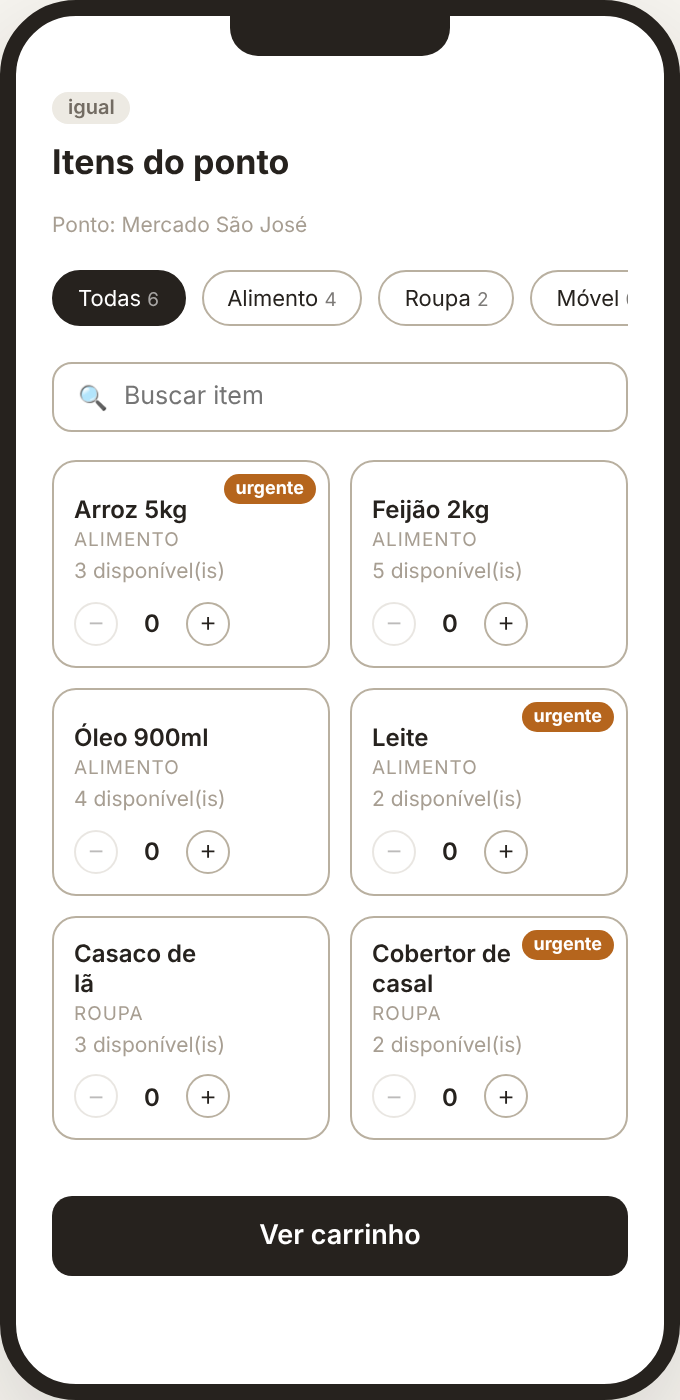 igual
Itens do ponto
Ponto: Mercado São José
Todas 6
Alimento 4
Roupa 2
Móvel
Buscar item
urgente
Arroz 5kg
ALIMENTO
3 disponível(is)
− 0 +
Feijão 2kg
ALIMENTO
5 disponível(is)
− 0 +
Óleo 900ml
ALIMENTO
4 disponível(is)
− 0 +
urgente
Leite
ALIMENTO
2 disponível(is)
− 0 +
Casaco de
lã
ROUPA
3 disponível(is)
− 0 +
urgente
Cobertor de
casal
ROUPA
2 disponível(is)
− 0 +
Ver carrinho